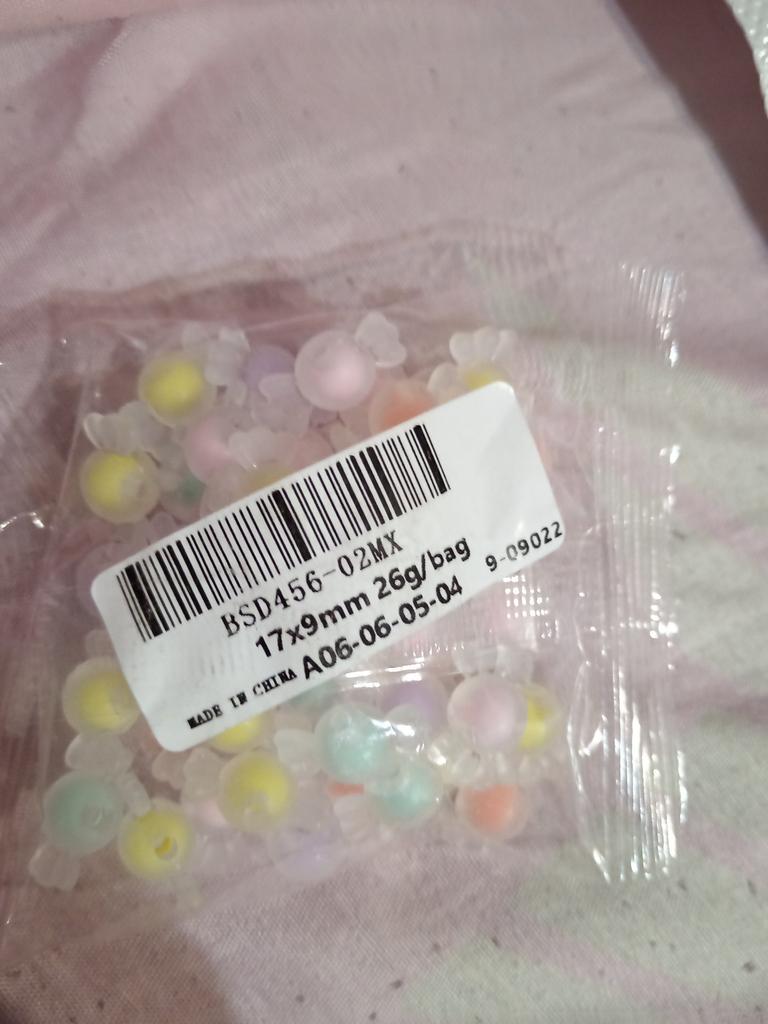 BSD456-02MX
17x9mm 26g/bag
9-09022
A06-06-05-04
MADE IN CHINA